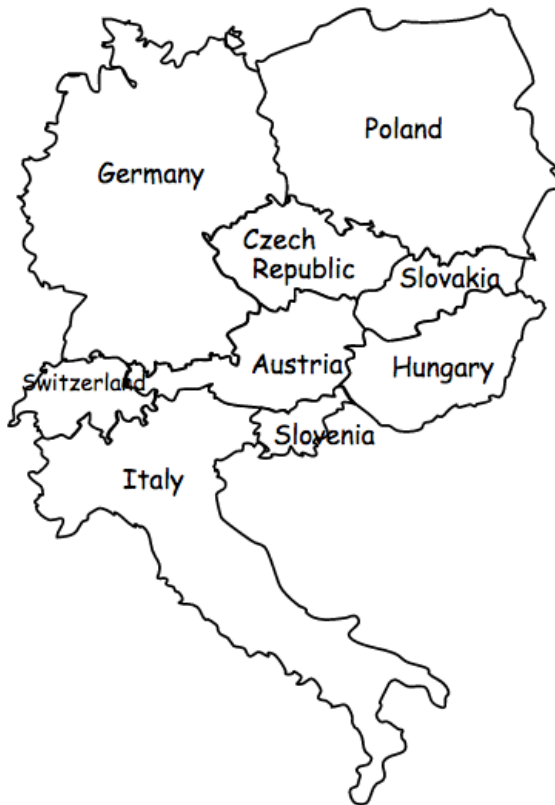 Poland
Germany
Czech
Republic
Slovakia
Switzerland
Austria
Hungary
Slovenia
Italy